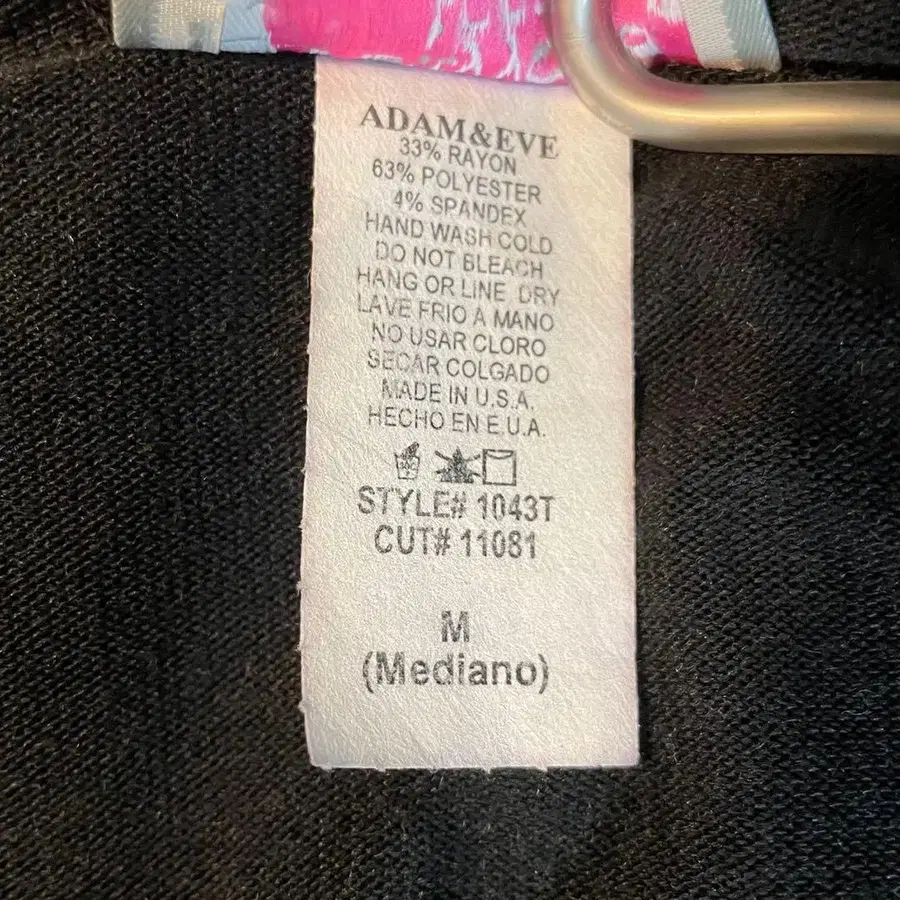 ADAM&EVE
33% RAYON
63% POLYESTER
4% SPANDEX
HAND WASH COLD
DO NOT BLEACH
HANG OR LINE DRY
LAVE FRIO A MANO
NO USAR CLORO
SECAR COLGADO
MADE IN U.S.A.
HECHO EN E.U.A.
STYLE# 1043T
CUT# 11081
M
(Mediano)